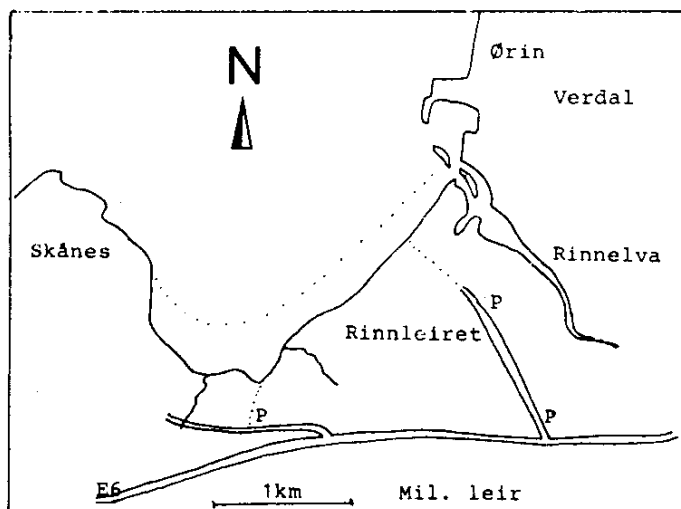 Ørin
N
Verdal
Skånes
Rinnelva
P
Rinnleiret
P
P
E6
1km
Mil. leir